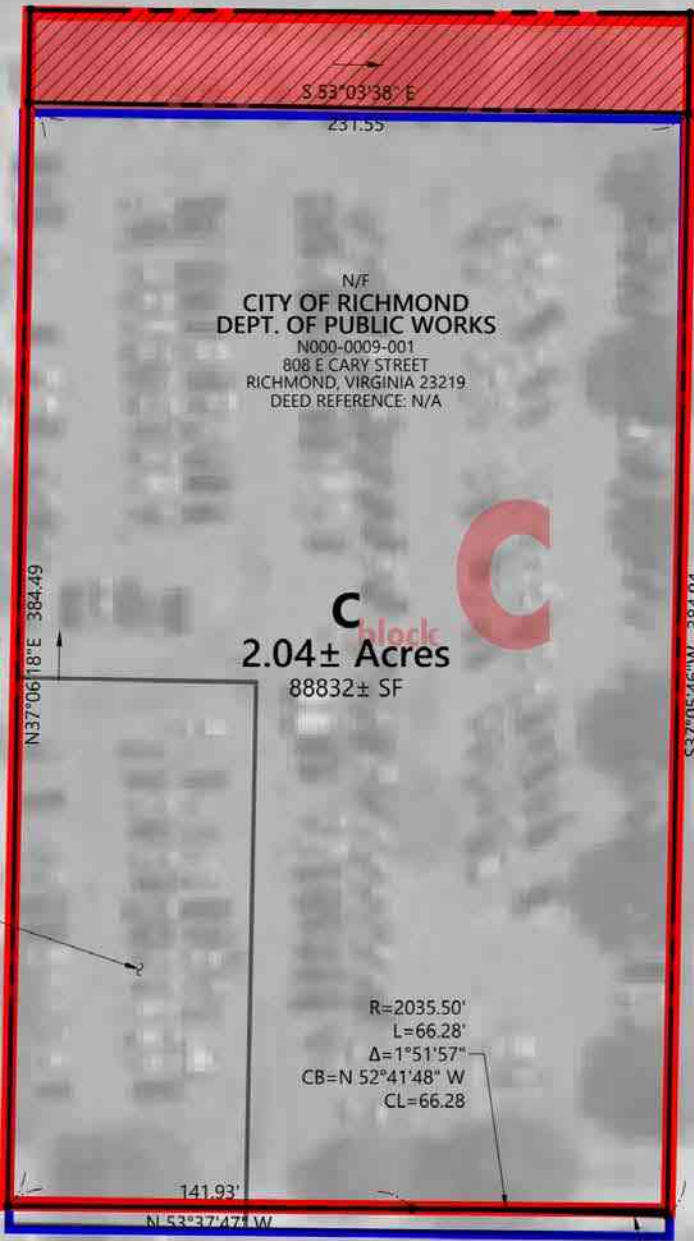 S 53°03'38" E
231.55'
N/F
CITY OF RICHMOND
DEPT. OF PUBLIC WORKS
N000-0009-001
808 E CARY STREET
RICHMOND, VIRGINIA 23219
DEED REFERENCE: N/A
C
N37°06'18"E 384.49
C
block
2.04± Acres
88832± SF
R=2035.50'
L=66.28'
Δ=1°51'57"
CB=N 52°41'48" W
CL=66.28
141.93'
N 53°37'47" W